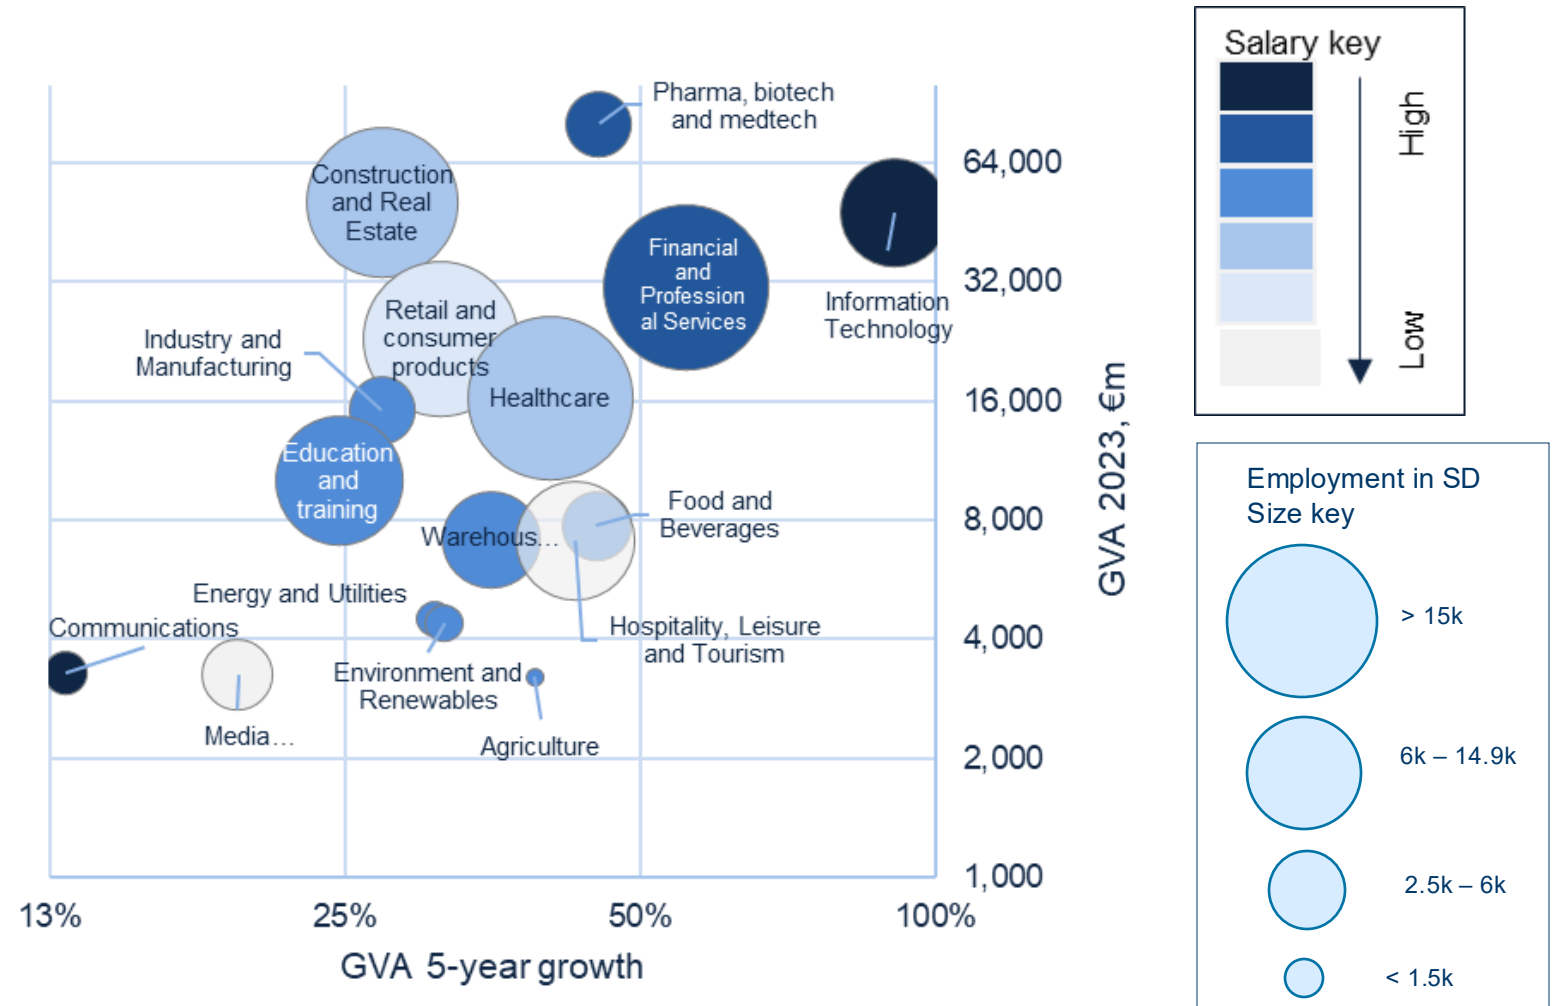 Salary key
High
Low
Pharma, biotech
and medtech
64,000
Construction
and Real
Estate
Financial
and
Profession
al Services
32,000
Information
Technology
Retail and
consumer
products
Industry and
Manufacturing
Healthcare
16,000
GVA 2023, €m
Education
and
training
Food and
Beverages
8,000
Warehous...
Energy and Utilities
Communications
Hospitality, Leisure
and Tourism
4,000
Environment and
Renewables
Media...
Agriculture
2,000
1,000
13%
25%
50%
100%
GVA 5-year growth
Employment in SD
Size key
> 15k
6k – 14.9k
2.5k – 6k
< 1.5k